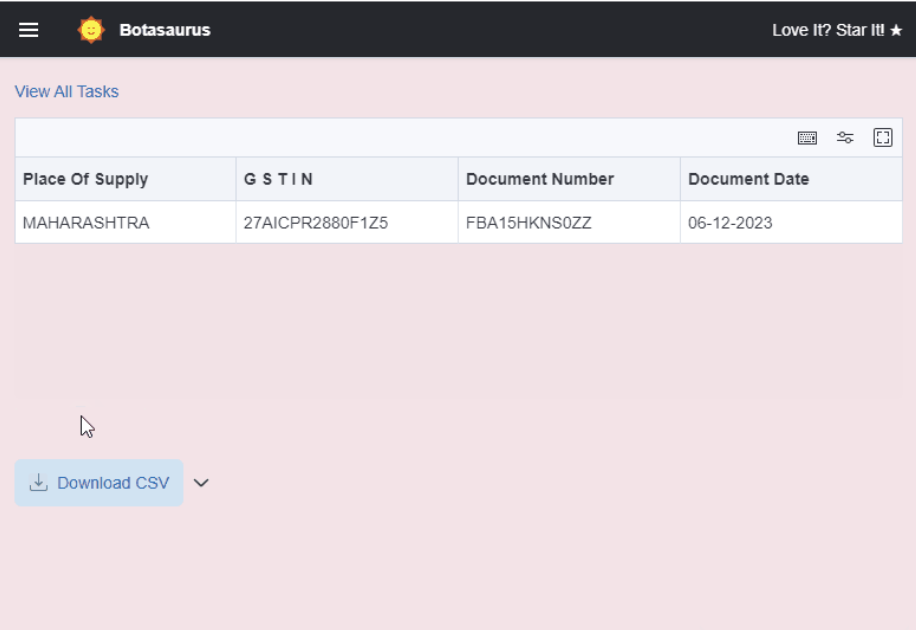 Botasaurus Love It? Star It! ★
View All Tasks
Place Of Supply G S T I N Document Number Document Date
MAHARASHTRA 27AICPR2880F1Z5 FBA15HKNS0ZZ 06-12-2023
Download CSV